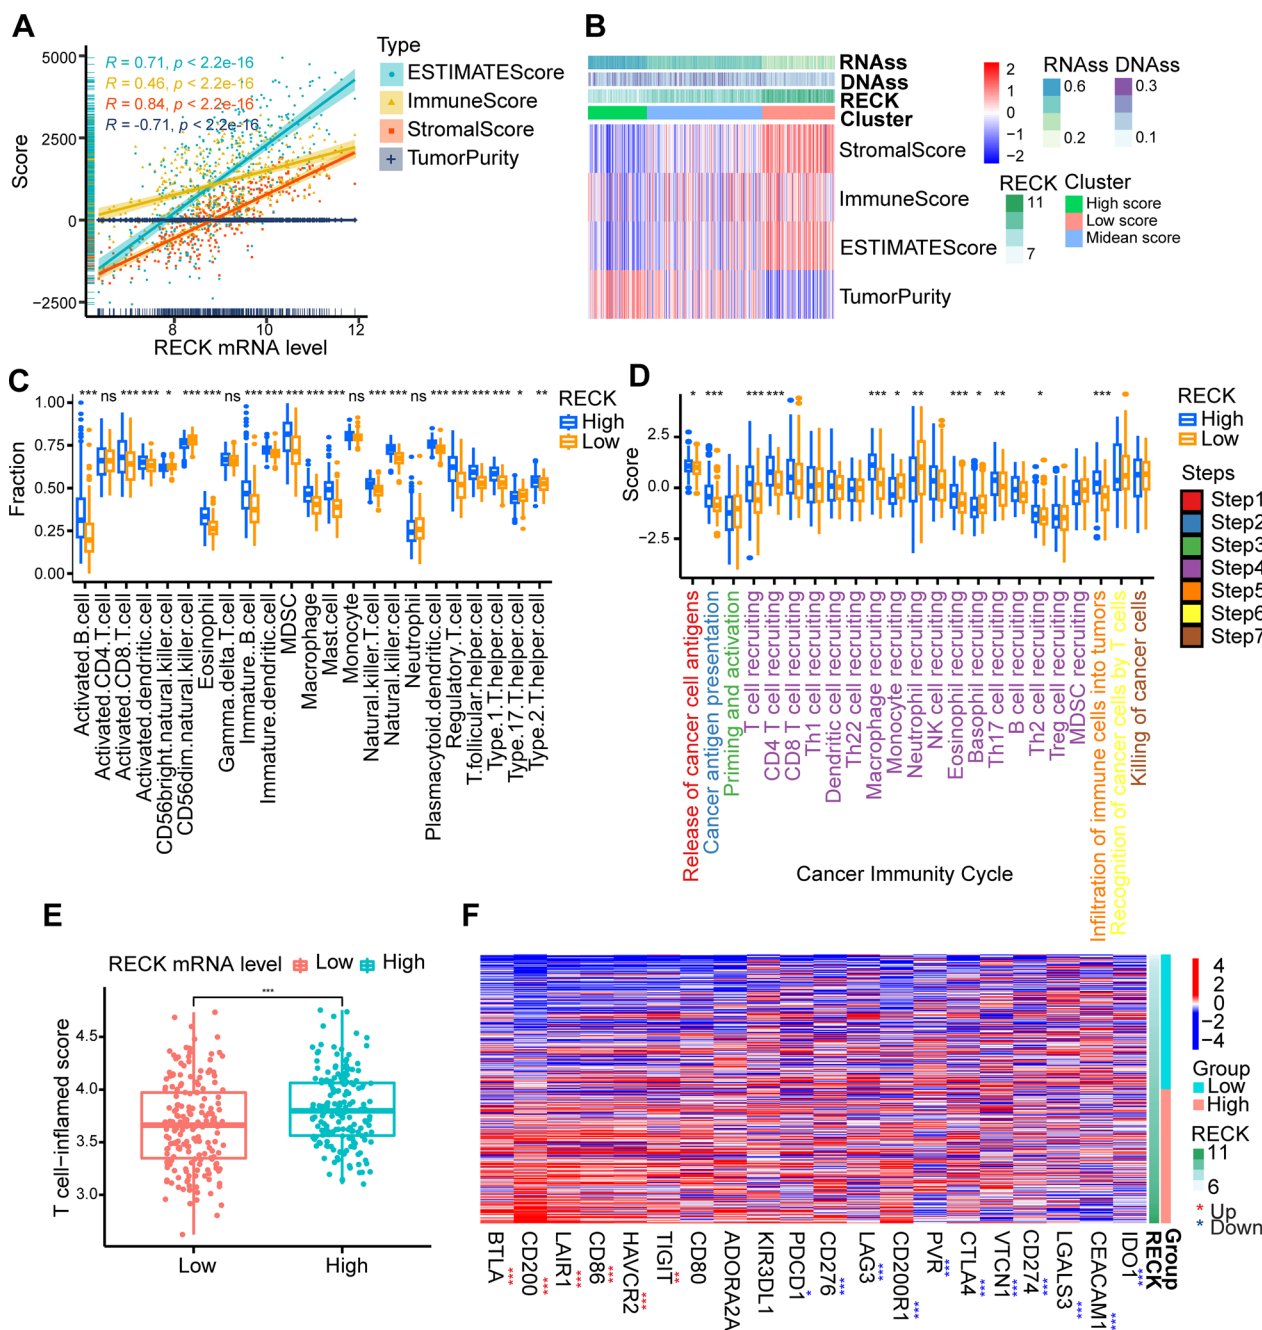 A
R = 0.71, p < 2.2e-16
R = 0.46, p < 2.2e-16
R = 0.84, p < 2.2e-16
R = -0.71, p < 2.2e-16
Score
5000
2500
0
−2500
8
10
12
RECK mRNA level
Type
ESTIMATEScore
ImmuneScore
StromalScore
TumorPurity
B
RNAss
DNAss
RECK
Cluster
StromalScore
ImmuneScore
ESTIMATEScore
TumorPurity
2
1
0
−1
−2
RNAss
0.6
0.2
DNAss
0.3
0.1
RECK
11
7
Cluster
High score
Low score
Midean score
C
*** ns *** *** * *** *** ns *** *** *** *** *** ns *** *** ns *** *** *** *** * **
Fraction
1.00
0.75
0.50
0.25
0.00
RECK
High
Low
Activated.B.cell
Activated.CD4.T.cell
Activated.CD8.T.cell
Activated.dendritic.cell
CD56bright.natural.killer.cell
CD56dim.natural.killer.cell
Eosinophil
Gamma.delta.T.cell
Immature..B.cell
Immature.dendritic.cell
MDSC
Macrophage
Mast.cell
Monocyte
Natural.killer.T.cell
Natural.killer.cell
Neutrophil
Plasmacytoid.dendritic.cell
Regulatory.T.cell
T.follicular.helper.cell
Type.1.T.helper.cell
Type.17.T.helper.cell
Type.2.T.helper.cell
D
* *** *** *** *** * ** *** * ** * ***
Score
2.5
0.0
−2.5
RECK
High
Low
Steps
Step1
Step2
Step3
Step4
Step5
Step6
Step7
Release of cancer cell antigens
Cancer antigen presentation
Priming and activation
T cell recruiting
CD4 T cell recruiting
CD8 T cell recruiting
Th1 cell recruiting
Dendritic cell recruiting
Th22 cell recruiting
Macrophage recruiting
Monocyte recruiting
Neutrophil recruiting
NK cell recruiting
Eosinophil recruiting
Basophil recruiting
Th17 cell recruiting
B cell recruiting
Th2 cell recruiting
Treg cell recruiting
MDSC recruiting
Infiltration of immune cells into tumors
Recognition of cancer cells by T cells
Killing of cancer cells
Cancer Immunity Cycle
E
RECK mRNA level
Low
High
***
T cell−inflamed score
4.5
4.0
3.5
3.0
Low
High
F
4
2
0
−2
−4
Group
Low
High
RECK
11
6
* Up
* Down
BTLA ***
CD200 ***
LAIR1 ***
CD86 ***
HAVCR2 ***
TIGIT **
CD80
ADORA2A
KIR3DL1
PDCD1 *
CD276 ***
LAG3 ***
CD200R1 ***
PVR ***
CTLA4 ***
VTCN1 ***
CD274 ***
LGALS3 ***
CEACAM1 ***
IDO1 ***
RECK
Group